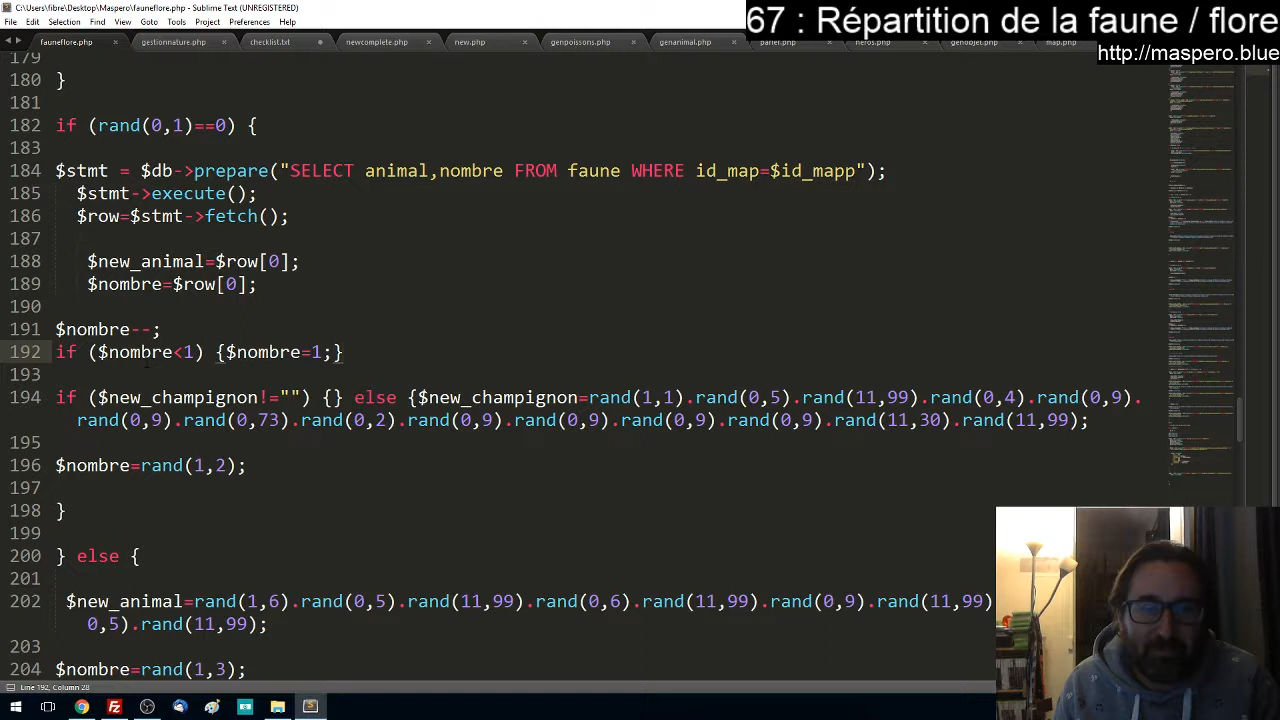 C:\Users\fibre\Desktop\Maspero\fauneflore.php - Sublime Text (UNREGISTERED)
67 : Répartition de la faune / flore
http://maspero.blue
File Edit Selection Find View Goto Tools Project Preferences Help
fauneflore.php × gestionnature.php × checklist.txt newcomplete.php × new.php × genpoissons.php × genanimal.php × parler.php heros.php genobjet.php map.php
179
180 }
181
182 if (rand(0,1)==0) {
183
184 $stmt = $db->prepare("SELECT animal,nombre FROM faune WHERE id_map=$id_mapp");
185 $stmt->execute();
186 $row=$stmt->fetch();
187
188 $new_animal=$row[0];
189 $nombre=$row[0];
190
191 $nombre--;
192 if ($nombre<1) {$nombre=1;}
193
194 if ($new_champignon!="") {} else {$new_champignon=rand(1,1).rand(0,5).rand(11,99).rand(0,4).rand(0,9).
rand(0,9).rand(0,73).rand(0,2).rand(0,9).rand(0,9).rand(0,9).rand(0,9).rand(11,30).rand(11,99);
195
196 $nombre=rand(1,2);
197
198 }
199
200 } else {
201
202 $new_animal=rand(1,6).rand(0,5).rand(11,99).rand(0,6).rand(11,99).rand(0,9).rand(11,99)
0,5).rand(11,99);
203
204 $nombre=rand(1,3);
Line 192, Column 28